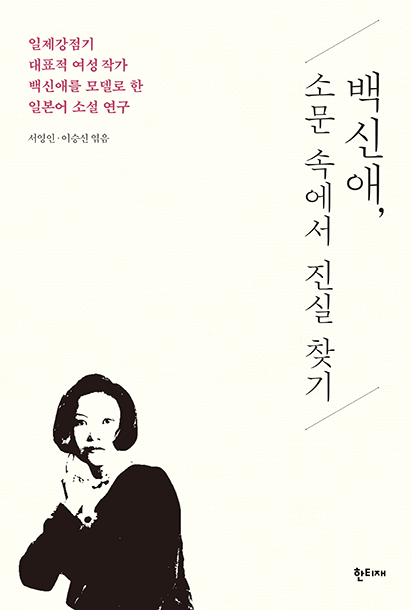 일제강점기
대표적 여성 작가
백신애를 모델로 한
일본어 소설 연구
서영인·이승신 엮음
백신애,
소문 속에서 진실 찾기
한티재